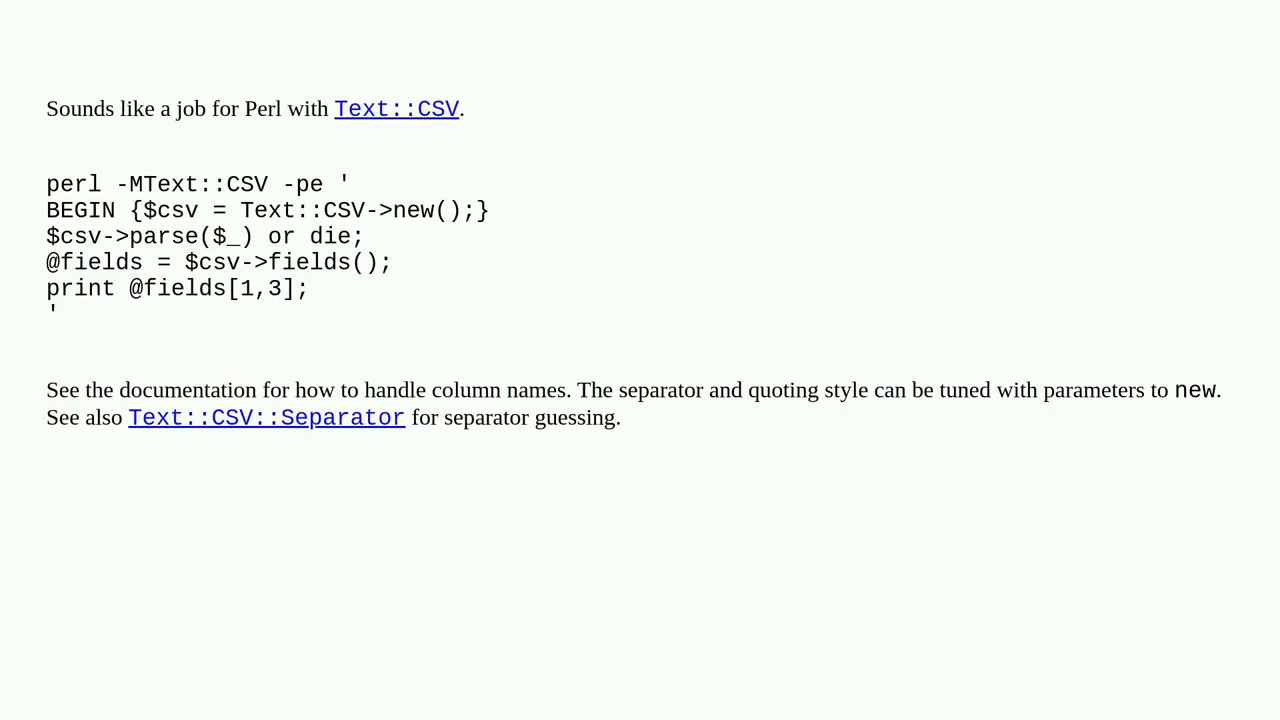 Sounds like a job for Perl with Text::CSV.
perl -MText::CSV -pe '
BEGIN {$csv = Text::CSV->new();}
$csv->parse($_) or die;
@fields = $csv->fields();
print @fields[1,3];
'
See the documentation for how to handle column names. The separator and quoting style can be tuned with parameters to new.
See also Text::CSV::Separator for separator guessing.